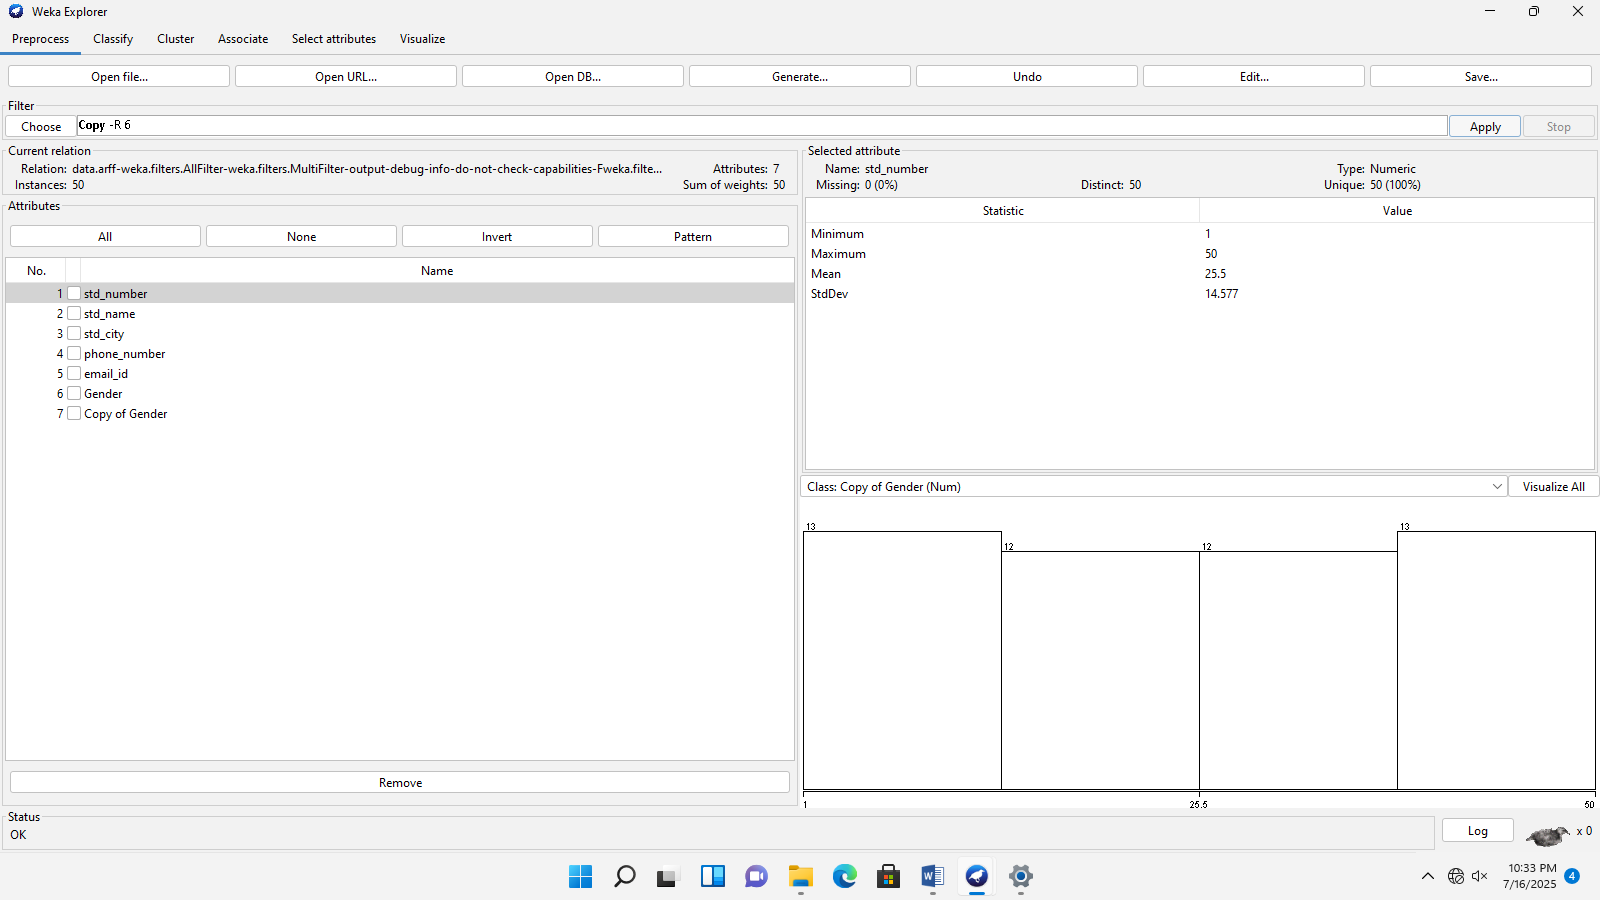 Weka Explorer
Preprocess Classify Cluster Associate Select attributes Visualize
Open file... Open URL... Open DB... Generate... Undo Edit... Save...
Filter
Choose Copy -R 6 Apply Stop
Current relation
Relation: data.arff-weka.filters.AllFilter-weka.filters.MultiFilter-output-debug-info-do-not-check-capabilities-Fweka.filte... Attributes: 7
Instances: 50 Sum of weights: 50
Attributes
All None Invert Pattern
No. Name
1 std_number
2 std_name
3 std_city
4 phone_number
5 email_id
6 Gender
7 Copy of Gender
Remove
Selected attribute
Name: std_number Type: Numeric
Missing: 0 (0%) Distinct: 50 Unique: 50 (100%)
Statistic Value
Minimum 1
Maximum 50
Mean 25.5
StdDev 14.577
Class: Copy of Gender (Num) Visualize All
13 12 12 13
1 25.5 50
Status
OK
Log x 0
10:33 PM
7/16/2025 4